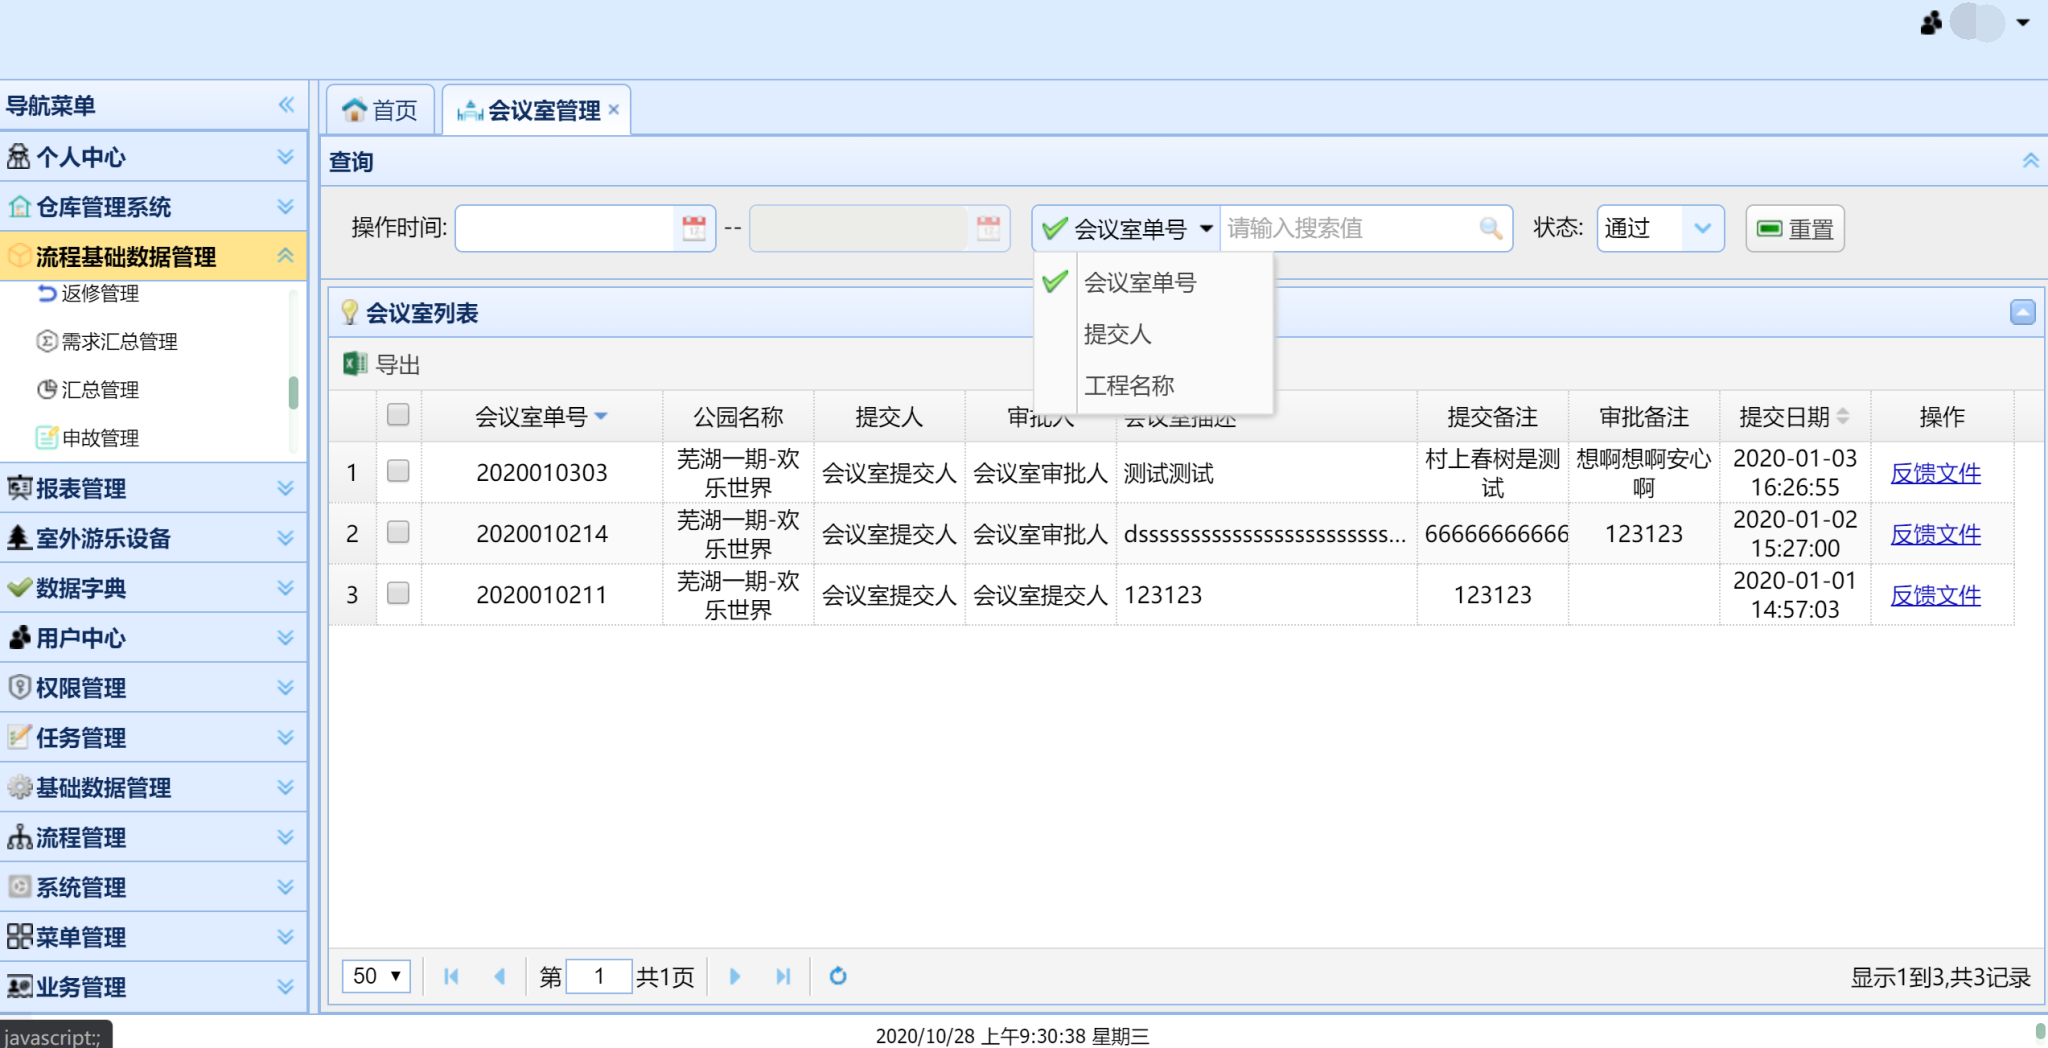 导航菜单
首页
会议室管理
个人中心
仓库管理系统
流程基础数据管理
返修管理
需求汇总管理
汇总管理
申故管理
报表管理
室外游乐设备
数据字典
用户中心
权限管理
任务管理
基础数据管理
流程管理
系统管理
菜单管理
业务管理
查询
操作时间: -- 会议室单号 请输入搜索值 状态: 通过 重置
会议室单号
提交人
工程名称
会议室列表
导出
会议室单号 公园名称 提交人 审批人 会议室描述 提交备注 审批备注 提交日期 操作
1 2020010303 芜湖一期-欢乐世界 会议室提交人 会议室审批人 测试测试 村上春树是测试 想啊想啊安心啊 2020-01-03 16:26:55 反馈文件
2 2020010214 芜湖一期-欢乐世界 会议室提交人 会议室审批人 dsssssssssssssssssssssssss... 66666666666 123123 2020-01-02 15:27:00 反馈文件
3 2020010211 芜湖一期-欢乐世界 会议室提交人 会议室提交人 123123 123123 2020-01-01 14:57:03 反馈文件
50 第 1 共1页 显示1到3,共3记录
javascript:;
2020/10/28 上午9:30:38 星期三